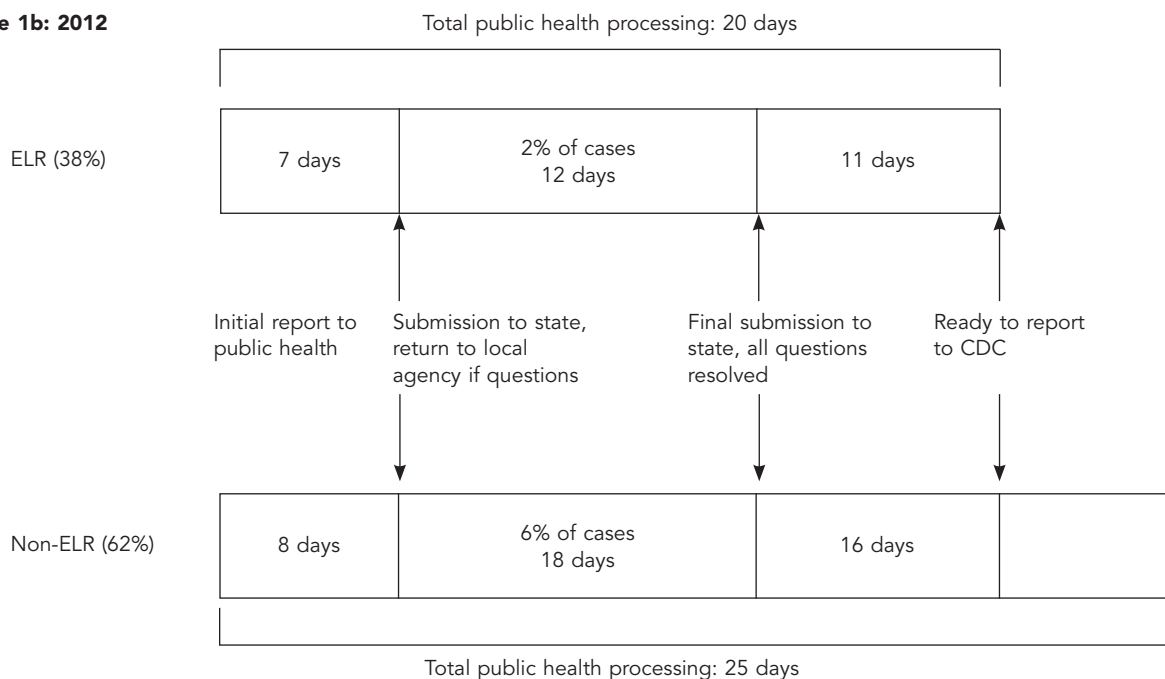 e 1b: 2012
Total public health processing: 20 days
ELR (38%)
7 days
2% of cases
12 days
11 days
Initial report to
public health
Submission to state,
return to local
agency if questions
Final submission to
state, all questions
resolved
Ready to report
to CDC
Non-ELR (62%)
8 days
6% of cases
18 days
16 days
Total public health processing: 25 days